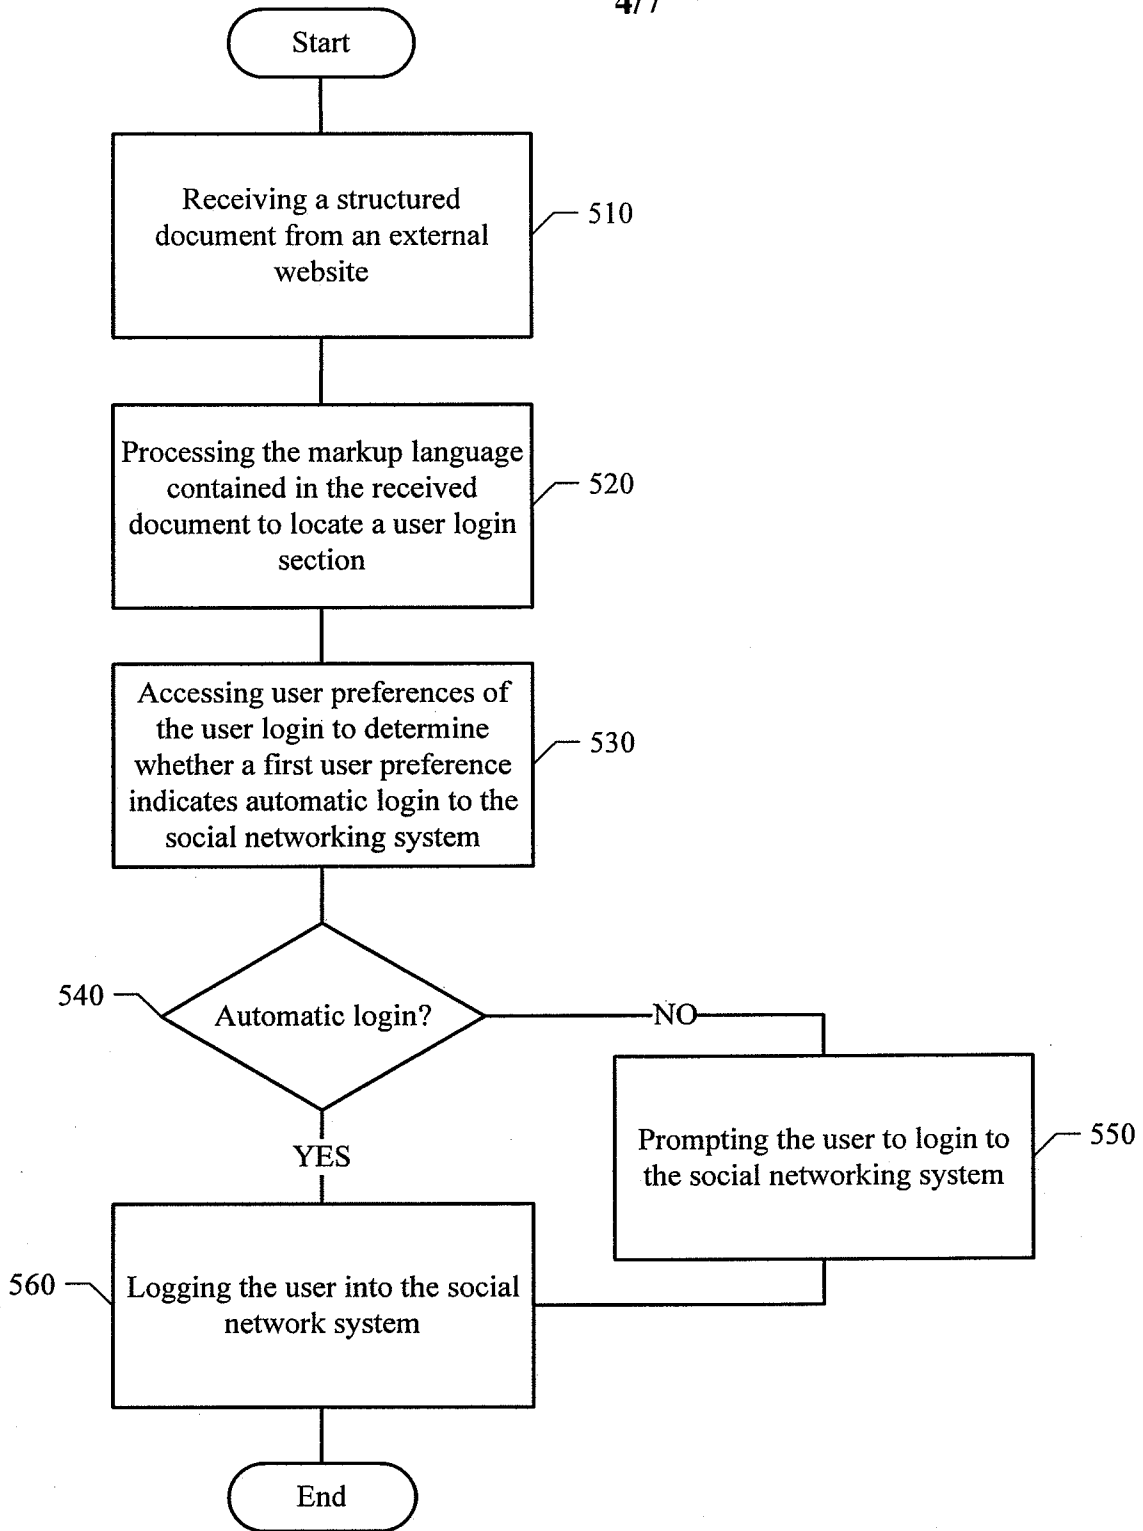 4/7
Start
Receiving a structured
document from an external
website
510
Processing the markup language
contained in the received
document to locate a user login
section
520
Accessing user preferences of
the user login to determine
whether a first user preference
indicates automatic login to the
social networking system
530
540
Automatic login?
NO
YES
Prompting the user to login to
the social networking system
550
560
Logging the user into the social
network system
End